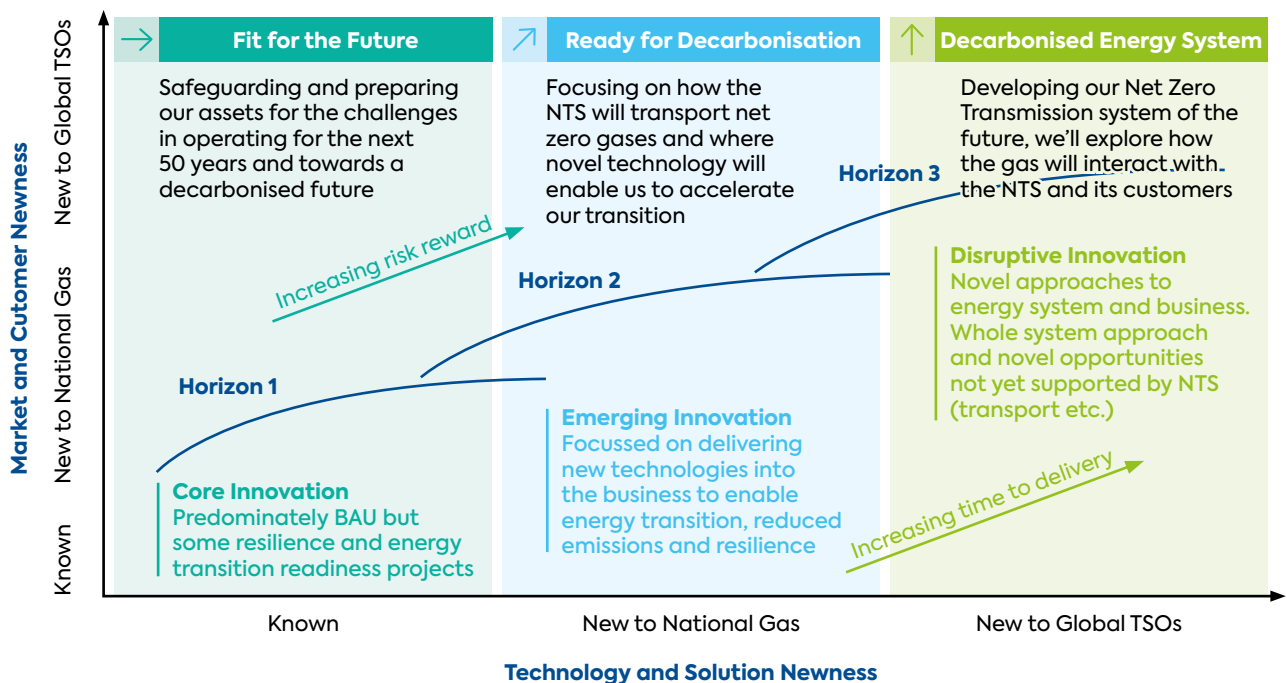 Fit for the Future
Safeguarding and preparing
our assets for the challenges
in operating for the next
50 years and towards a
decarbonised future
Ready for Decarbonisation
Focusing on how the
NTS will transport net
zero gases and where
novel technology will
enable us to accelerate
our transition
Decarbonised Energy System
Developing our Net Zero
Transmission system of the
future, we’ll explore how
the gas will interact with
the NTS and its customers
Market and Cutomer Newness
New to Global TSOs
New to National Gas
Known
Increasing risk reward
Horizon 1
Horizon 2
Horizon 3
Core Innovation
Predominately BAU but
some resilience and energy
transition readiness projects
Emerging Innovation
Focussed on delivering
new technologies into
the business to enable
energy transition, reduced
emissions and resilience
Disruptive Innovation
Novel approaches to
energy system and business.
Whole system approach
and novel opportunities
not yet supported by NTS
(transport etc.)
Increasing time to delivery
Known
New to National Gas
New to Global TSOs
Technology and Solution Newness